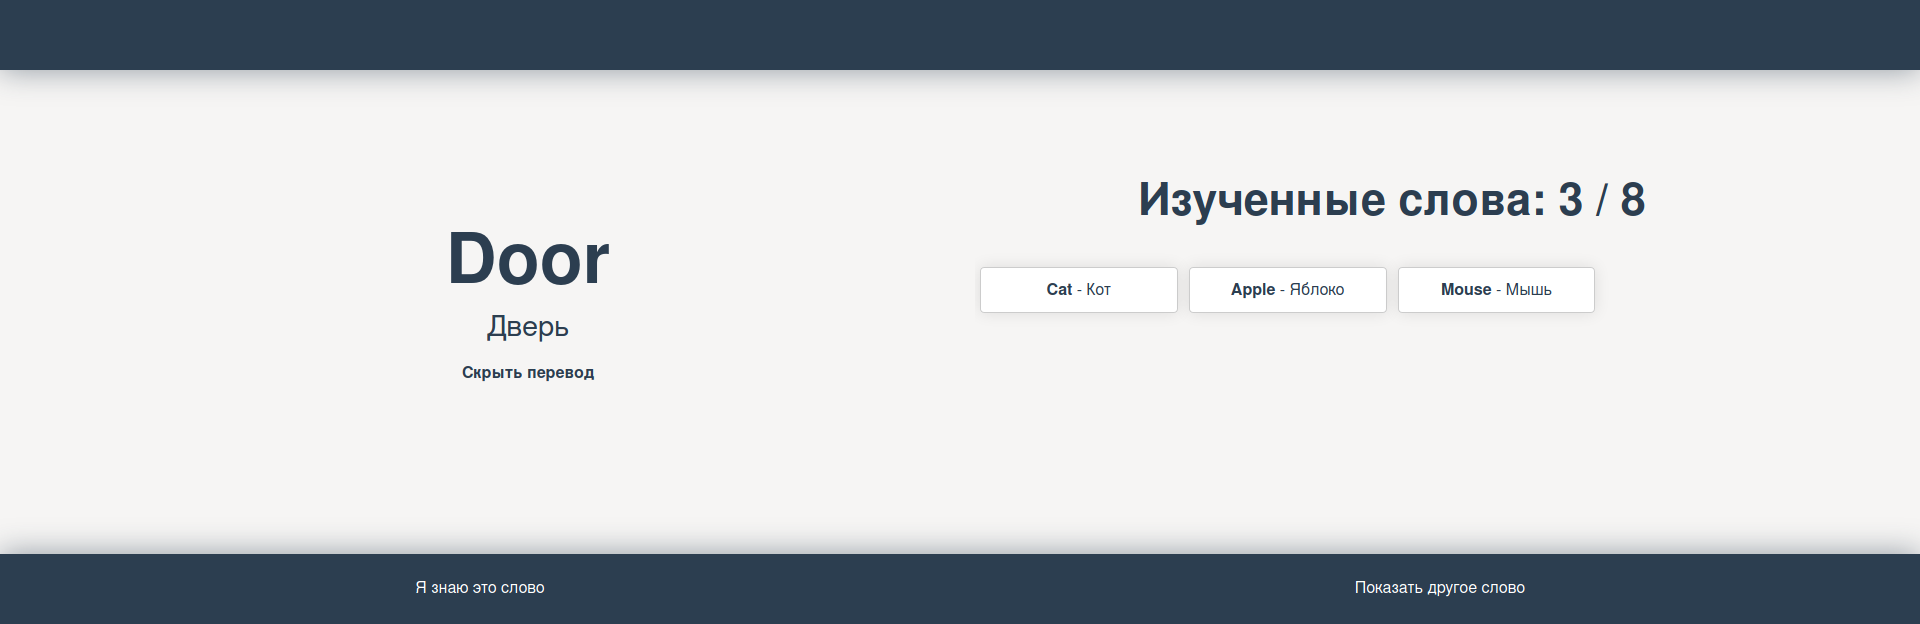 Door
Дверь
Скрыть перевод
Изученные слова: 3 / 8
Cat - Кот
Apple - Яблоко
Mouse - Мышь
Я знаю это слово
Показать другое слово